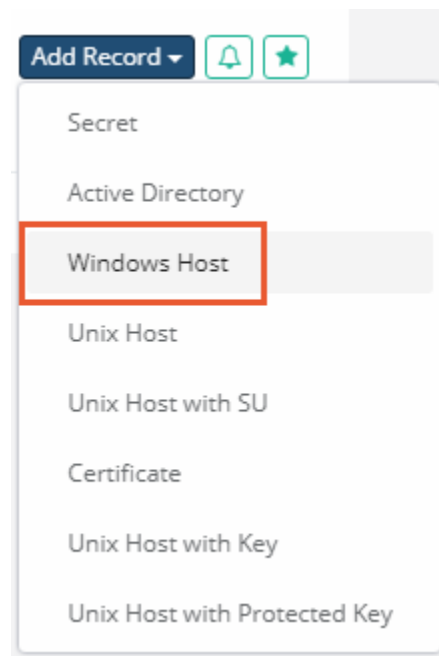 Add Record
Secret
Active Directory
Windows Host
Unix Host
Unix Host with SU
Certificate
Unix Host with Key
Unix Host with Protected Key